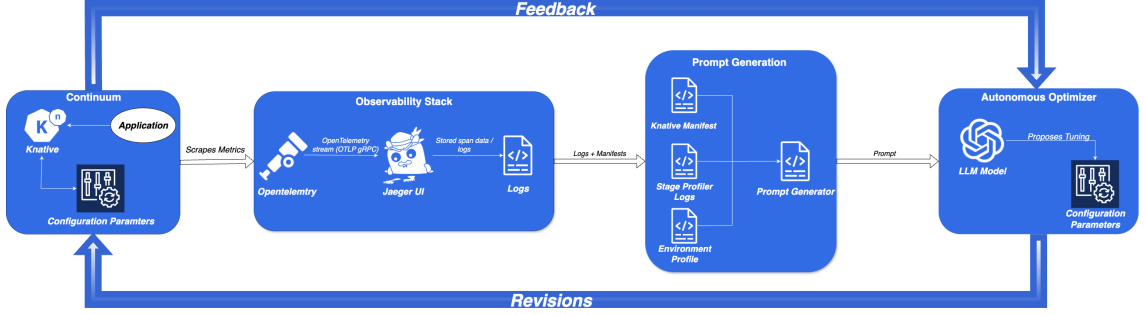 Feedback
Continuum
K
n
Knative
Application
Configuration Paramters
Scrapes Metrics
Observability Stack
Opentelemtry
OpenTelemetry
stream (OTLP gRPC)
Jaeger UI
Stored span data /
logs
Logs
Logs + Manifests
Prompt Generation
Knative Manifest
Stage Profiler
Logs
Environment
Profile
Prompt Generator
Prompt
Autonomous Optimizer
LLM Model
Proposes Tuning
Configuration
Parameters
Revisions